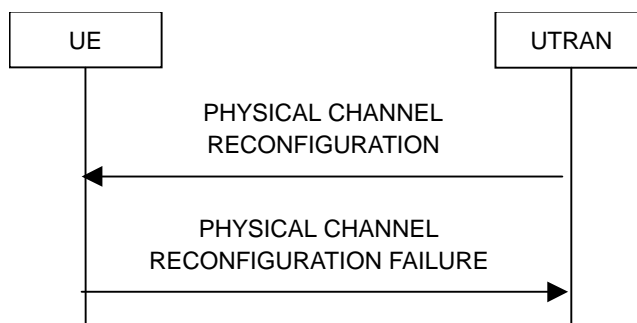 UE
UTRAN
PHYSICAL CHANNEL
RECONFIGURATION
PHYSICAL CHANNEL
RECONFIGURATION FAILURE